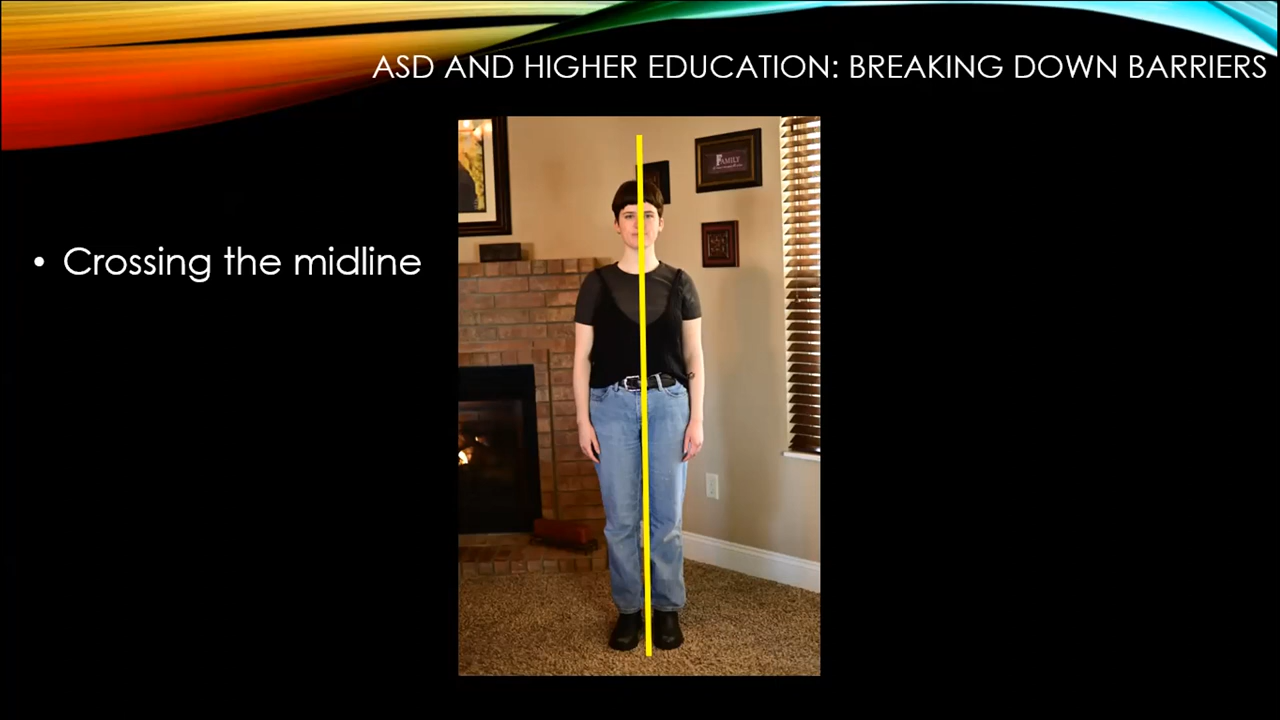 ASD AND HIGHER EDUCATION: BREAKING DOWN BARRIERS
• Crossing the midline
FAMILY